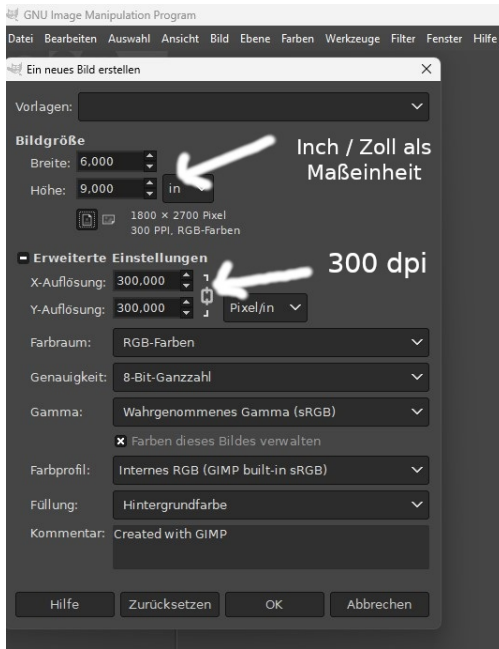 GNU Image Manipulation Program
Datei Bearbeiten Auswahl Ansicht Bild Ebene Farben Werkzeuge Filter Fenster Hilfe
Ein neues Bild erstellen
Vorlagen:
Bildgröße
Breite: 6,000
Höhe: 9,000 in
Inch / Zoll als
Maßeinheit
1800 × 2700 Pixel
300 PPI, RGB-Farben
Erweiterte Einstellungen
300 dpi
X-Auflösung: 300,000
Y-Auflösung: 300,000 Pixel/in
Farbraum: RGB-Farben
Genauigkeit: 8-Bit-Ganzzahl
Gamma: Wahrgenommenes Gamma (sRGB)
Farben dieses Bildes verwalten
Farbprofil: Internes RGB (GIMP built-in sRGB)
Füllung: Hintergrundfarbe
Kommentar: Created with GIMP
Hilfe Zurücksetzen OK Abbrechen